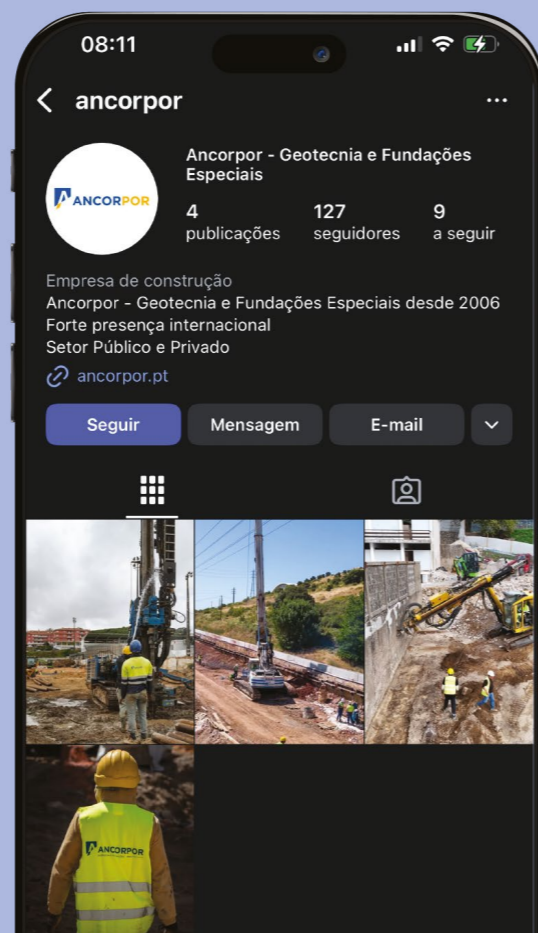 08:11
ancorpor
ANCORPOR
Ancorpor - Geotecnia e Fundações
Especiais
4 127 9
publicações seguidores a seguir
Empresa de construção
Ancorpor - Geotecnia e Fundações Especiais desde 2006
Forte presença internacional
Setor Público e Privado
ancorpor.pt
Seguir Mensagem E-mail
ANCORPOR